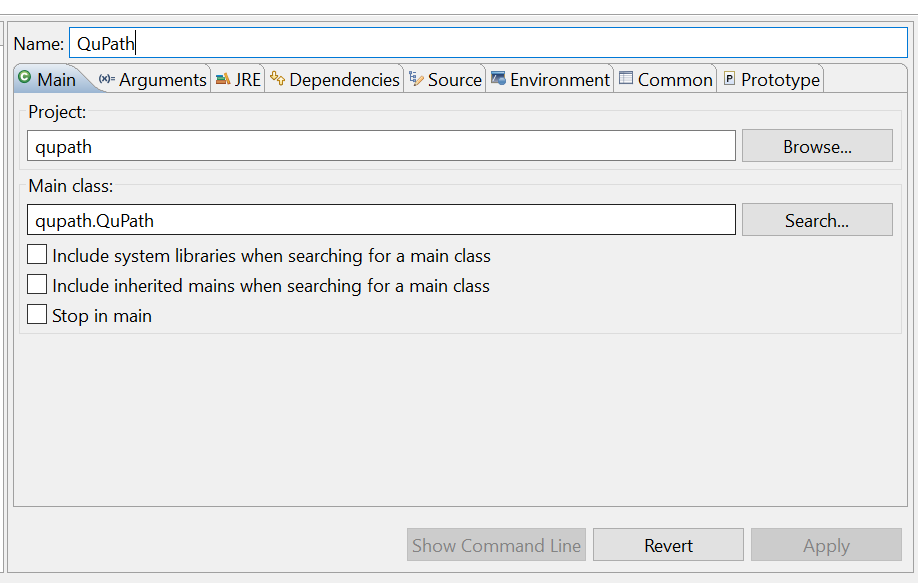 Name: QuPath
Main (x)= Arguments JRE Dependencies Source Environment Common Prototype
Project:
qupath Browse...
Main class:
qupath.QuPath Search...
Include system libraries when searching for a main class
Include inherited mains when searching for a main class
Stop in main
Show Command Line Revert Apply